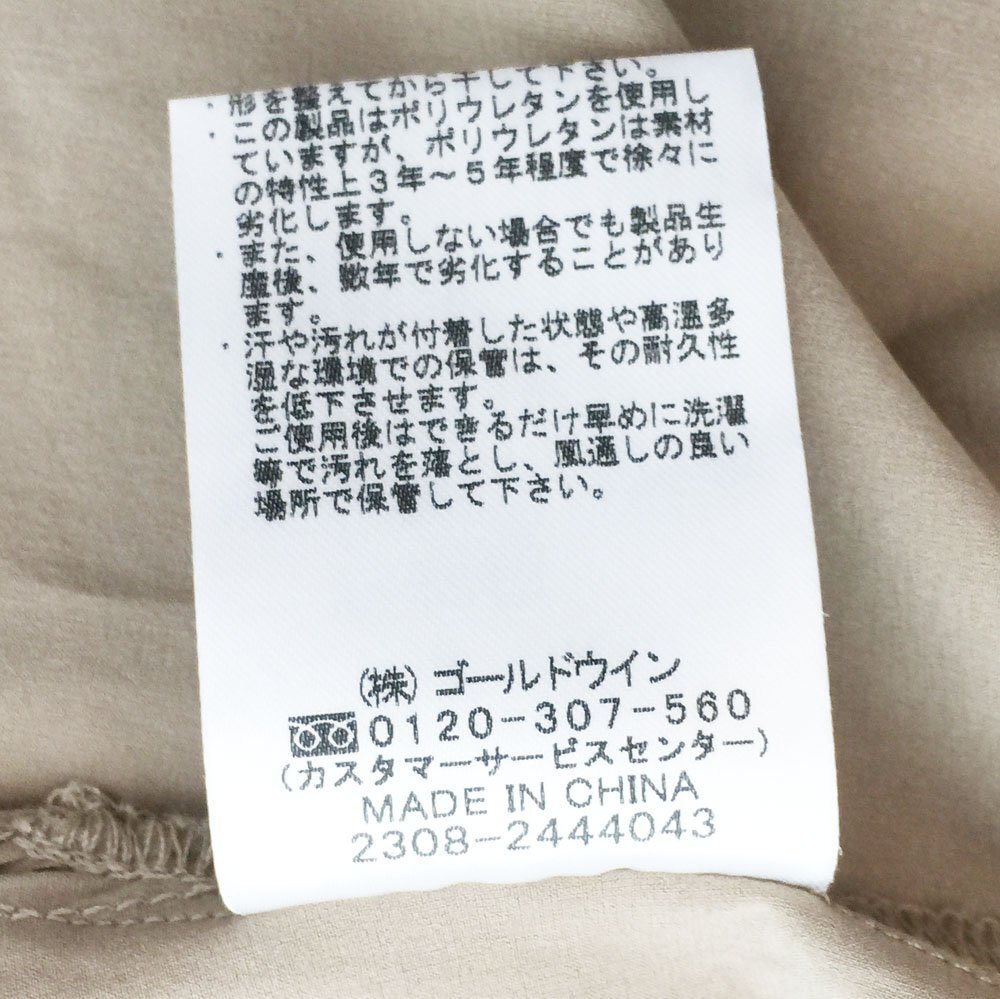 形を整えてから干して下さい。
・この製品はポリウレタンを使用し
ていますが、ポリウレタンは素材
の特性上3年～5年程度で徐々に
劣化します。
・また、使用しない場合でも製品生
産後、数年で劣化することがあり
ます。
・汗や汚れが付着した状態や高温多
湿な環境での保管は、その耐久性
を低下させます。
ご使用後はできるだけ早めに洗濯
等で汚れを落とし、風通しの良い
場所で保管して下さい。
(株)ゴールドウイン
0120-307-560
(カスタマーサービスセンター)
MADE IN CHINA
2308-2444043